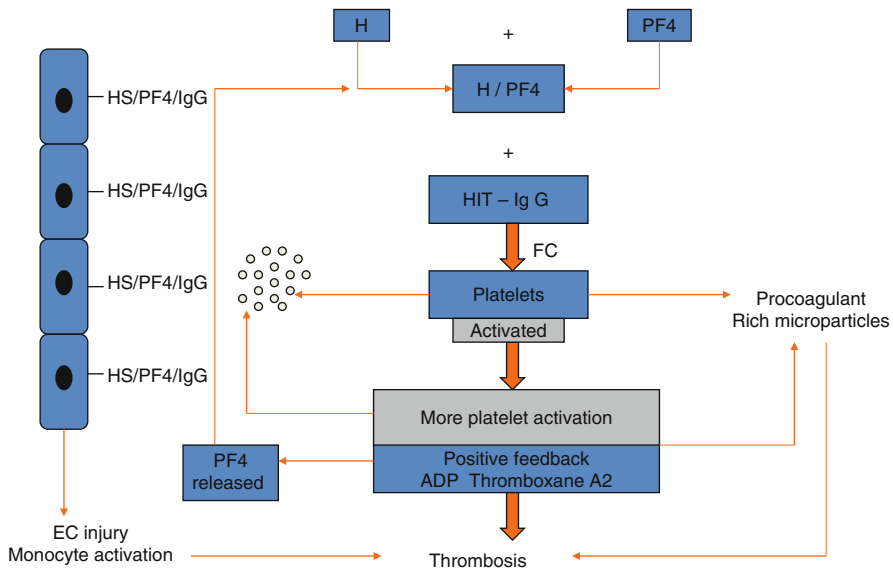 H
+
PF4
H / PF4
HS/PF4/IgG
+
HS/PF4/IgG
HIT – Ig G
FC
HS/PF4/IgG
Platelets
Procoagulant
Rich microparticles
Activated
HS/PF4/IgG
More platelet activation
PF4
released
Positive feedback
ADP Thromboxane A2
EC injury
Monocyte activation
Thrombosis